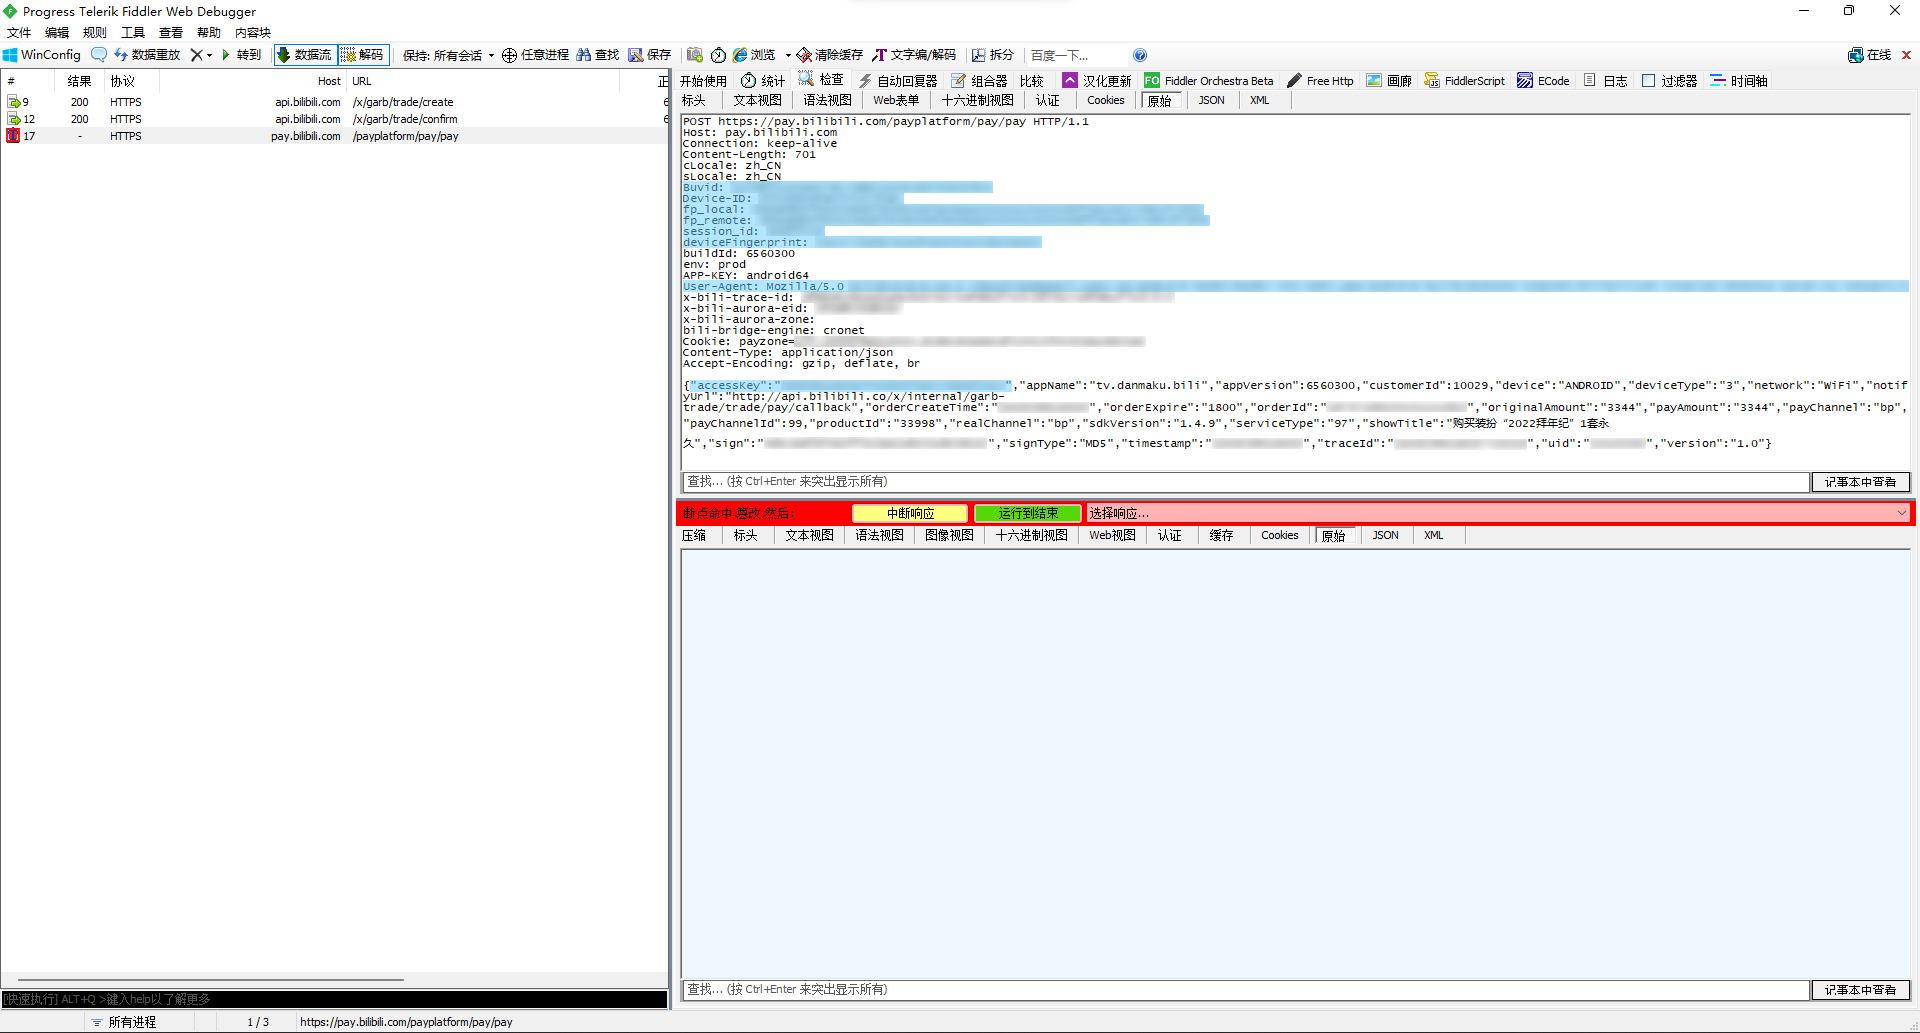 Progress Telerik Fiddler Web Debugger
文件 编辑 规则 工具 查看 帮助 内容块
WinConfig 数据重放 转到 数据流 解码 保持: 所有会话 任意进程 查找 保存 浏览 清除缓存 文字编/解码 拆分 百度一下... 在线
# 结果 协议 Host URL 正
9 200 HTTPS api.bilibili.com /x/garb/trade/create 6
12 200 HTTPS api.bilibili.com /x/garb/trade/confirm 6
17 - HTTPS pay.bilibili.com /payplatform/pay/pay
开始使用 统计 检查 自动回复器 组合器 比较 汉化更新 FO Fiddler Orchestra Beta Free Http 画廊 FiddlerScript ECode 日志 过滤器 时间轴
标头 文本视图 语法视图 Web表单 十六进制视图 认证 Cookies 原始 JSON XML
POST https://pay.bilibili.com/payplatform/pay/pay HTTP/1.1
Host: pay.bilibili.com
Connection: keep-alive
Content-Length: 701
cLocale: zh_CN
sLocale: zh_CN
Buvid:
Device-ID:
fp_local:
fp_remote:
session_id:
deviceFingerprint:
buildId: 6560300
env: prod
APP-KEY: android64
User-Agent: Mozilla/5.0
x-bili-trace-id:
x-bili-aurora-eid:
x-bili-aurora-zone:
bili-bridge-engine: cronet
Cookie: payzone=
Content-Type: application/json
Accept-Encoding: gzip, deflate, br
{"accessKey":" ","appName":"tv.danmaku.bili","appVersion":6560300,"customerId":10029,"device":"ANDROID","deviceType":"3","network":"WiFi","notif
yUrl":"http://api.bilibili.co/x/internal/garb-
trade/trade/pay/callback","orderCreateTime":" ","orderExpire":"1800","orderId":" ","originalAmount":"3344","payAmount":"3344","payChannel":"bp",
"payChannelId":99,"productId":"33998","realChannel":"bp","sdkVersion":"1.4.9","serviceType":"97","showTitle":"购买装扮“2022拜年纪”1套永
久","sign":" ","signType":"MD5","timestamp":" ","traceId":" ","uid":" ","version":"1.0"}
查找... (按 Ctrl+Enter 来突出显示所有) 记事本中查看
断点命中.篡改.然后: 中断响应 运行到结束 选择响应...
压缩 标头 文本视图 语法视图 图像视图 十六进制视图 Web视图 认证 缓存 Cookies 原始 JSON XML
查找... (按 Ctrl+Enter 来突出显示所有) 记事本中查看
[快速执行] ALT+Q >键入help以了解更多
所有进程 1 / 3 https://pay.bilibili.com/payplatform/pay/pay